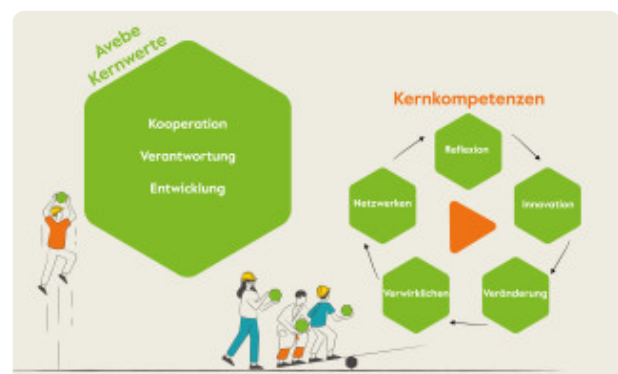 Avebe
Kernwerte
Kooperation
Verantwortung
Entwicklung
Kernkompetenzen
Reflexion
Innovation
Veränderung
Verwirklichen
Netzwerken